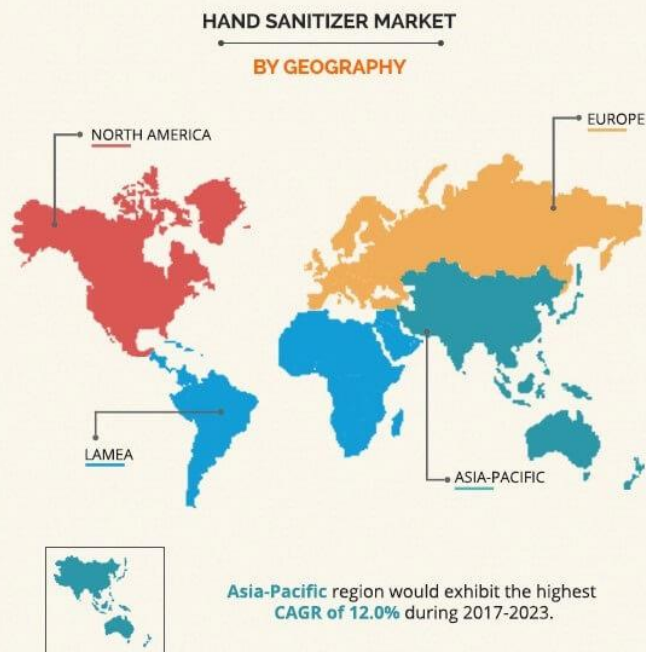 HAND SANITIZER MARKET
BY GEOGRAPHY
NORTH AMERICA
EUROPE
LAMEA
ASIA-PACIFIC
Asia-Pacific region would exhibit the highest
CAGR of 12.0% during 2017-2023.